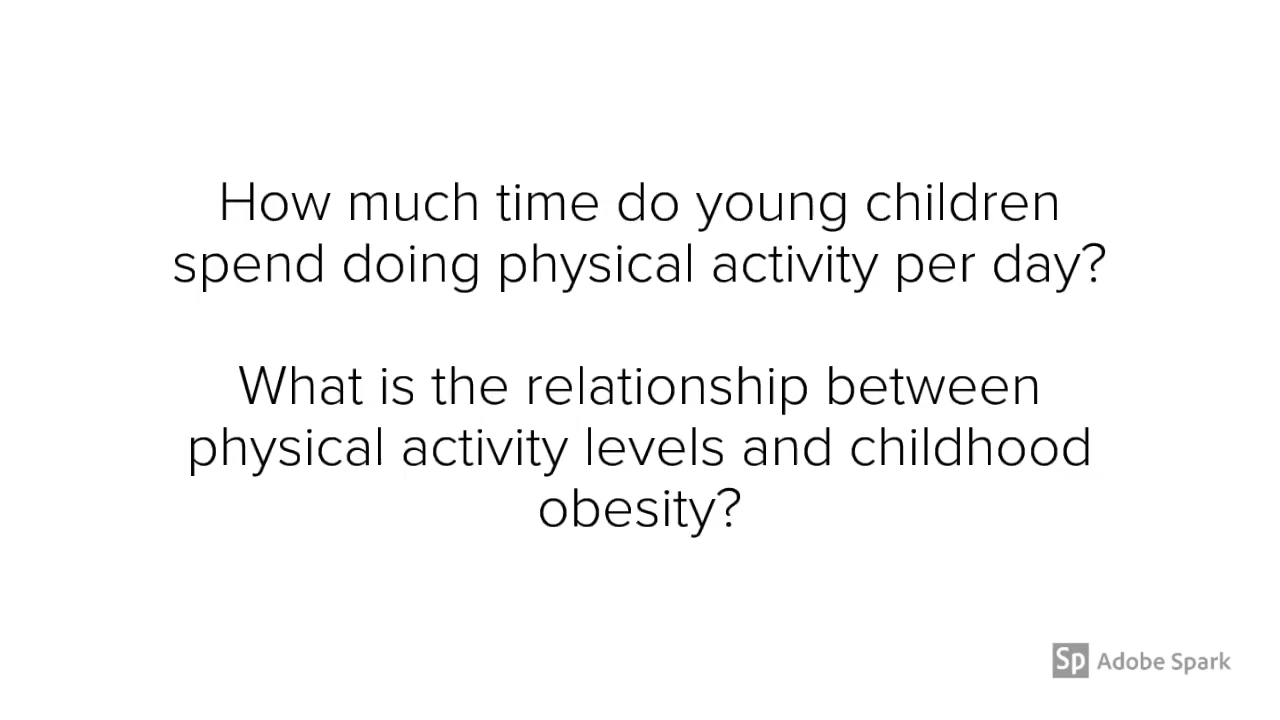 How much time do young children
spend doing physical activity per day?
What is the relationship between
physical activity levels and childhood
obesity?
Sp Adobe Spark